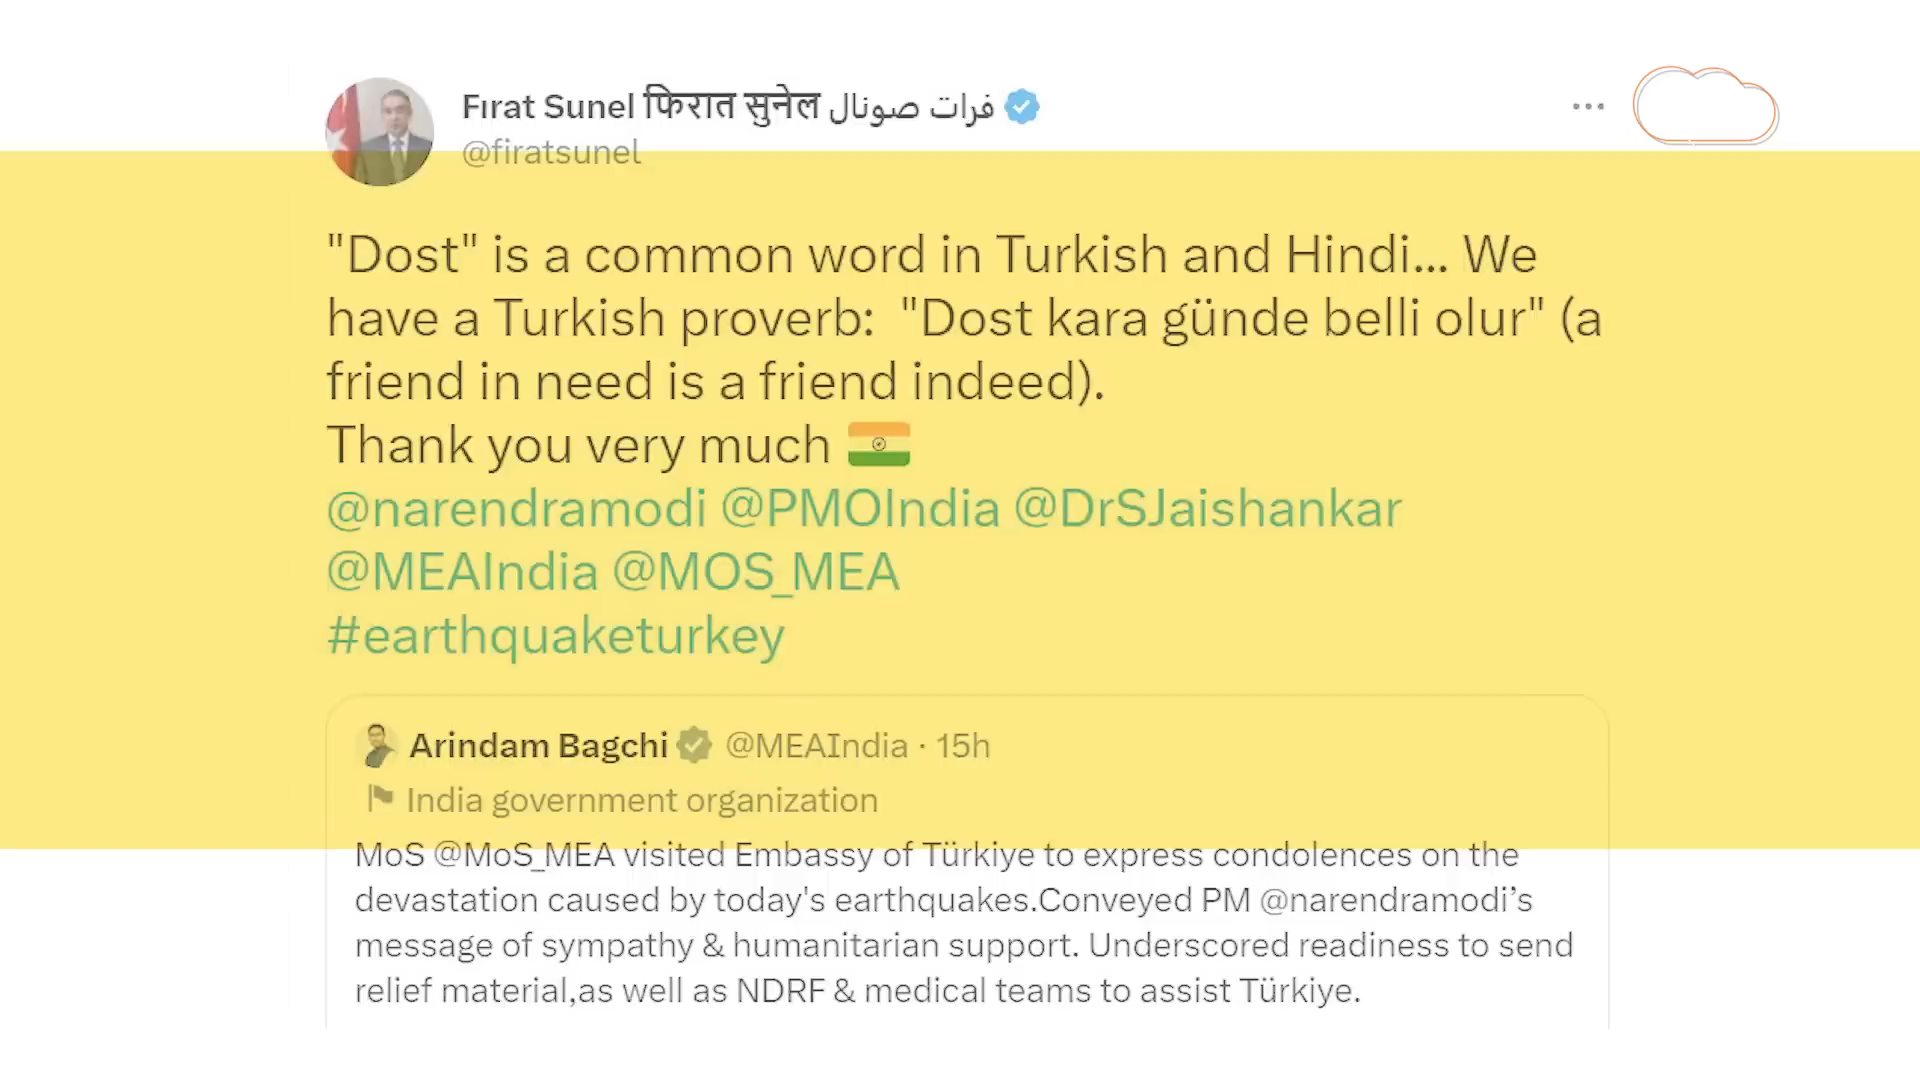 Fırat Sunel फिरात सुनेल فرات صونال
@firatsunel
"Dost" is a common word in Turkish and Hindi... We
have a Turkish proverb:  "Dost kara günde belli olur" (a
friend in need is a friend indeed).
Thank you very much 🇮🇳
@narendramodi @PMOIndia @DrSJaishankar
@MEAIndia @MOS_MEA
#earthquaketurkey
Arindam Bagchi @MEAIndia · 15h
India government organization
MoS @MoS_MEA visited Embassy of Türkiye to express condolences on the
devastation caused by today's earthquakes.Conveyed PM @narendramodi’s
message of sympathy & humanitarian support. Underscored readiness to send
relief material,as well as NDRF & medical teams to assist Türkiye.